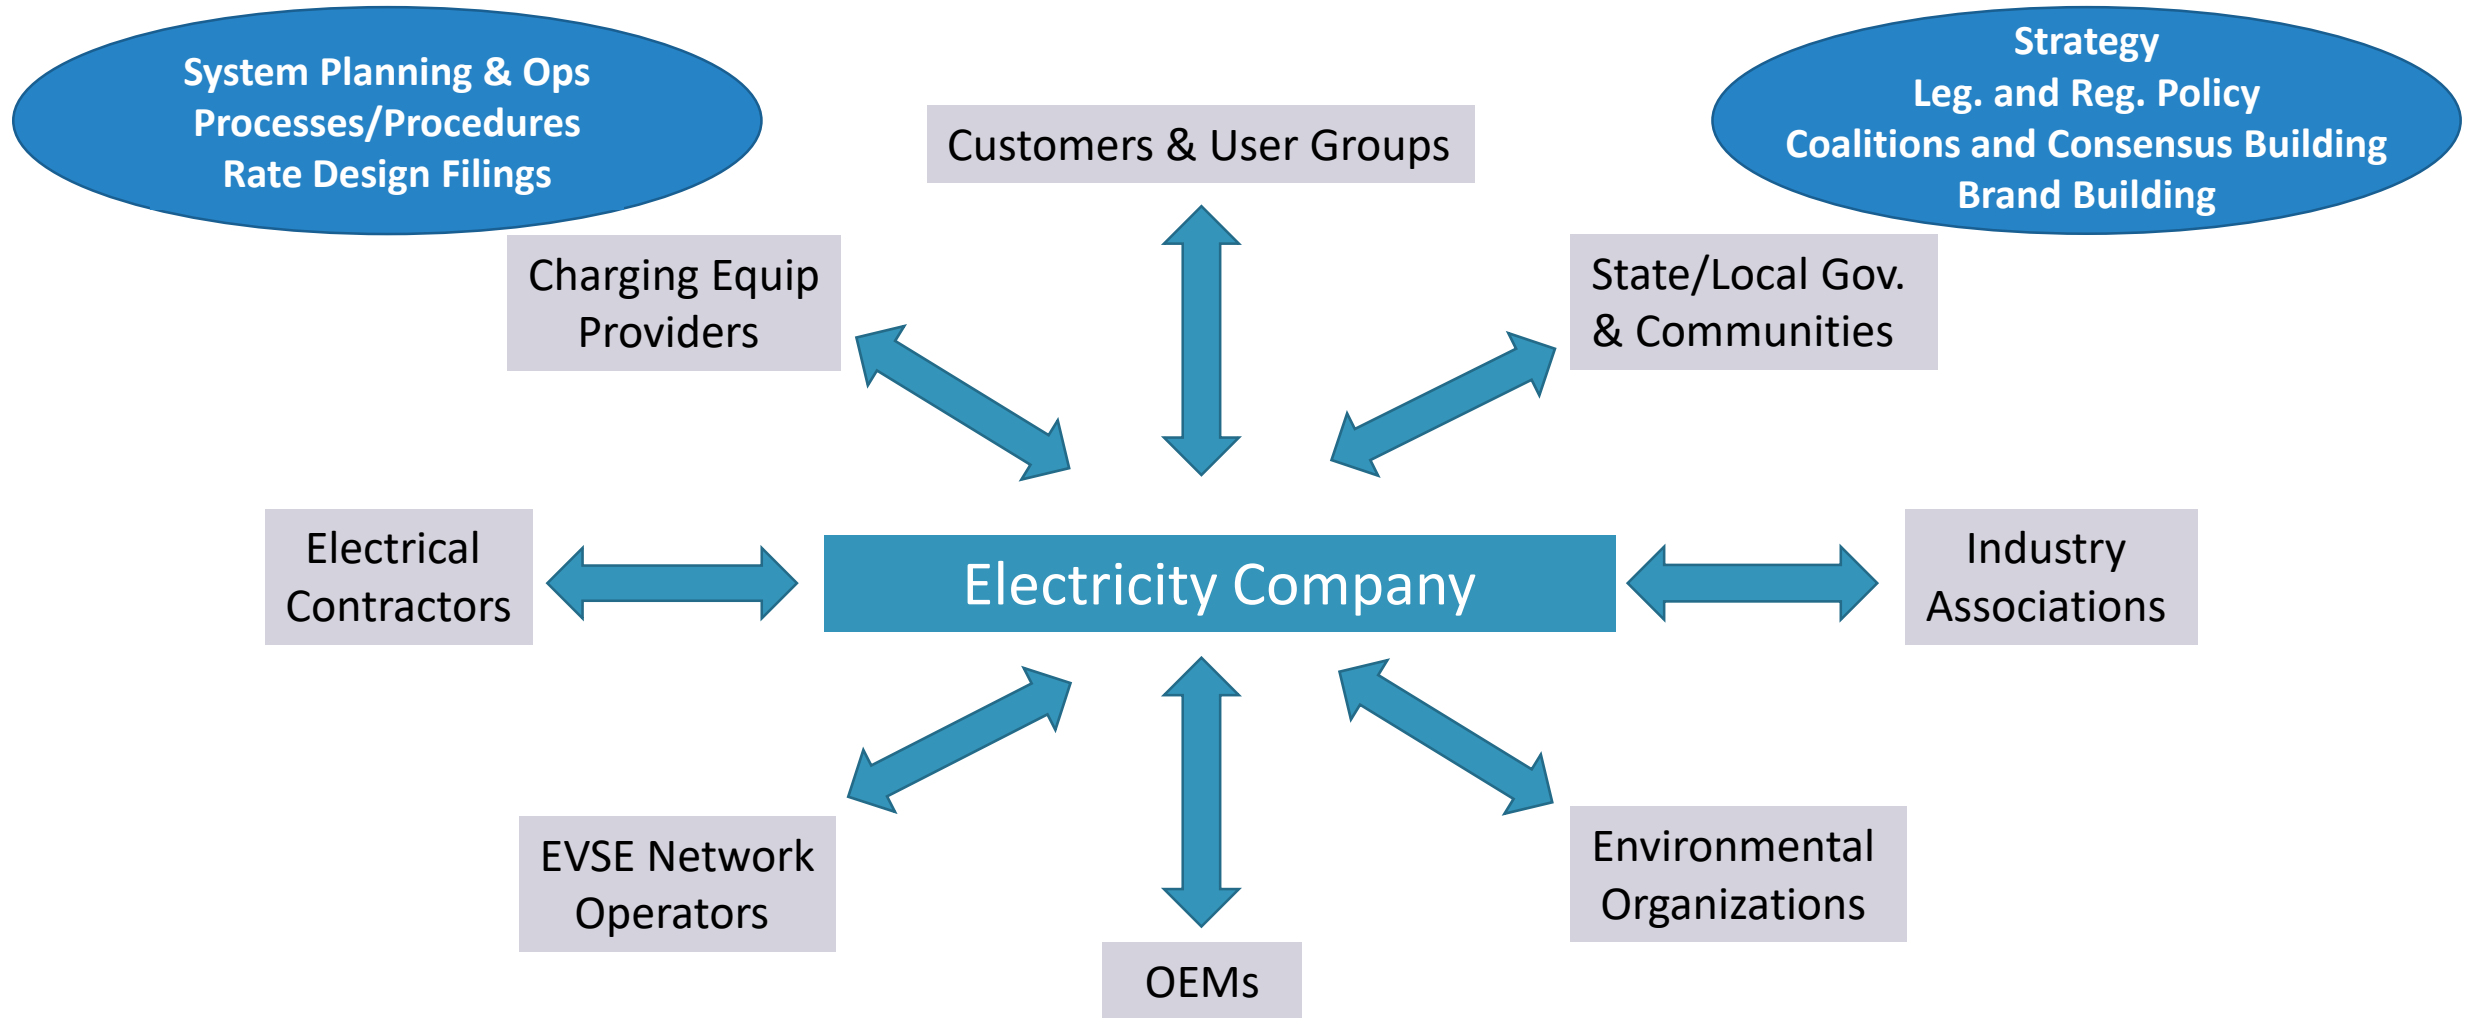 System Planning & Ops
Processes/Procedures
Rate Design Filings
Strategy
Leg. and Reg. Policy
Coalitions and Consensus Building
Brand Building
Customers & User Groups
Charging Equip
Providers
State/Local Gov.
& Communities
Electrical
Contractors
Electricity Company
Industry
Associations
EVSE Network
Operators
OEMs
Environmental
Organizations